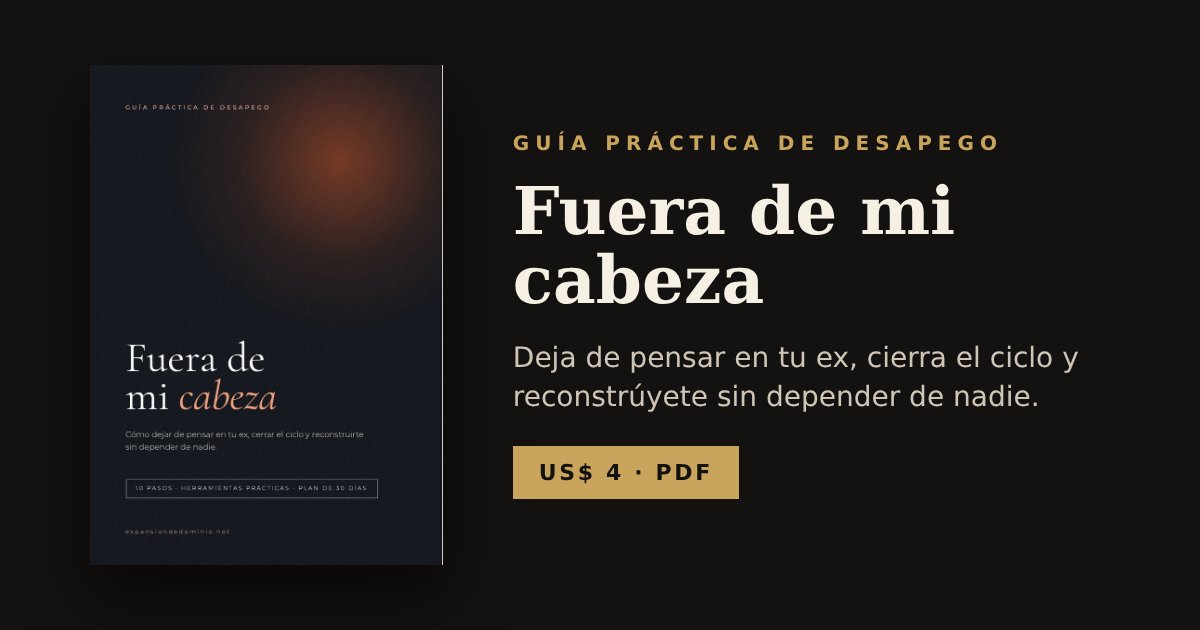 GUÍA PRÁCTICA DE DESAPEGO
Fuera de
mi cabeza
Cómo dejar de pensar en tu ex, cerrar el ciclo y reconstruirte
sin depender de nadie.
10 PASOS · HERRAMIENTAS PRÁCTICAS · PLAN DE 30 DÍAS
expansiondedominio.net
GUÍA PRÁCTICA DE DESAPEGO
Fuera de mi
cabeza
Deja de pensar en tu ex, cierra el ciclo y
reconstrúyete sin depender de nadie.
US$ 4 · PDF